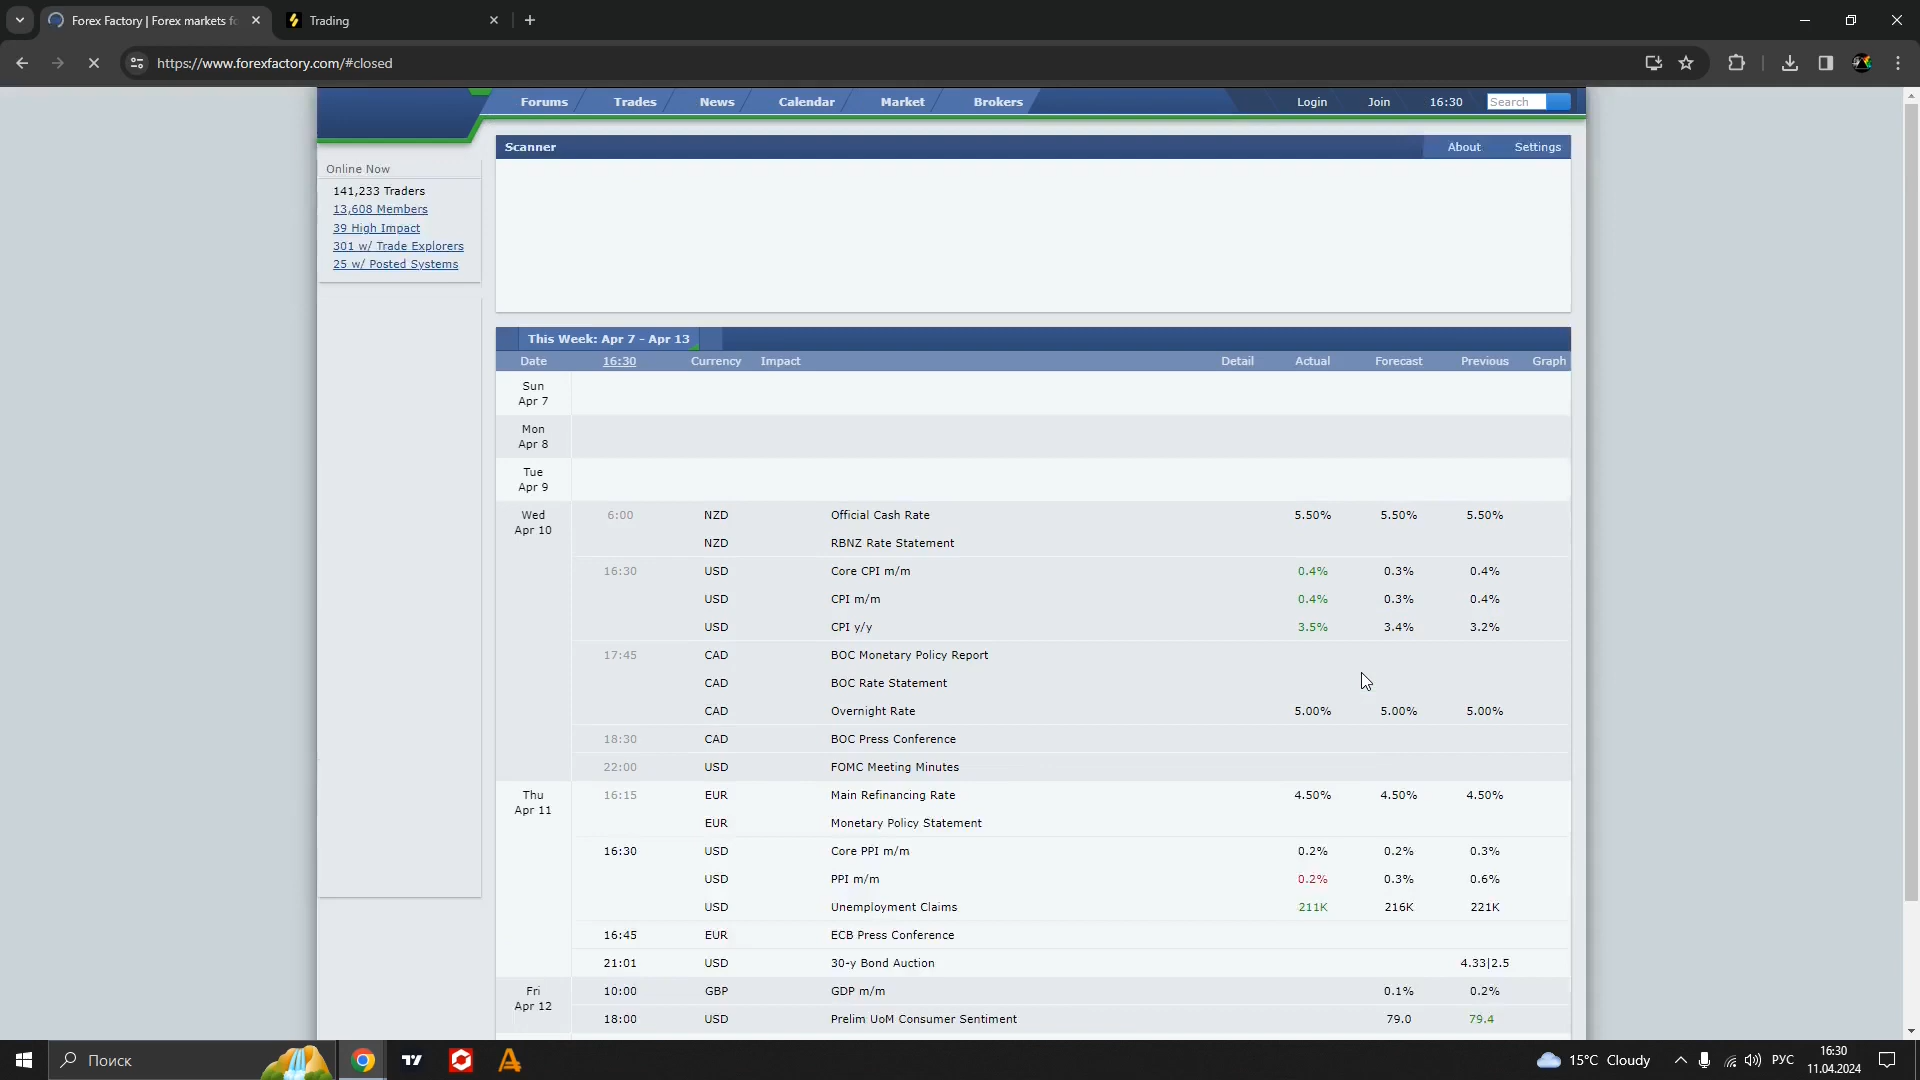 Forex Factory | Forex markets fo
Trading
https://www.forexfactory.com/#closed
Forums Trades News Calendar Market Brokers Login Join 16:30 Search
Scanner About Settings
Online Now
141,233 Traders
13,608 Members
39 High Impact
301 w/ Trade Explorers
25 w/ Posted Systems
This Week: Apr 7 - Apr 13
Date 16:30 Currency Impact Detail Actual Forecast Previous Graph
Sun
Apr 7
Mon
Apr 8
Tue
Apr 9
Wed
Apr 10
6:00 NZD Official Cash Rate 5.50% 5.50% 5.50%
NZD RBNZ Rate Statement
16:30 USD Core CPI m/m 0.4% 0.3% 0.4%
USD CPI m/m 0.4% 0.3% 0.4%
USD CPI y/y 3.5% 3.4% 3.2%
17:45 CAD BOC Monetary Policy Report
CAD BOC Rate Statement
CAD Overnight Rate 5.00% 5.00% 5.00%
18:30 CAD BOC Press Conference
22:00 USD FOMC Meeting Minutes
Thu
Apr 11
16:15 EUR Main Refinancing Rate 4.50% 4.50% 4.50%
EUR Monetary Policy Statement
16:30 USD Core PPI m/m 0.2% 0.2% 0.3%
USD PPI m/m 0.2% 0.3% 0.6%
USD Unemployment Claims 211K 216K 221K
16:45 EUR ECB Press Conference
21:01 USD 30-y Bond Auction 4.33|2.5
Fri
Apr 12
10:00 GBP GDP m/m 0.1% 0.2%
18:00 USD Prelim UoM Consumer Sentiment 79.0 79.4
Поиск
15°C Cloudy
РУС
16:30
11.04.2024